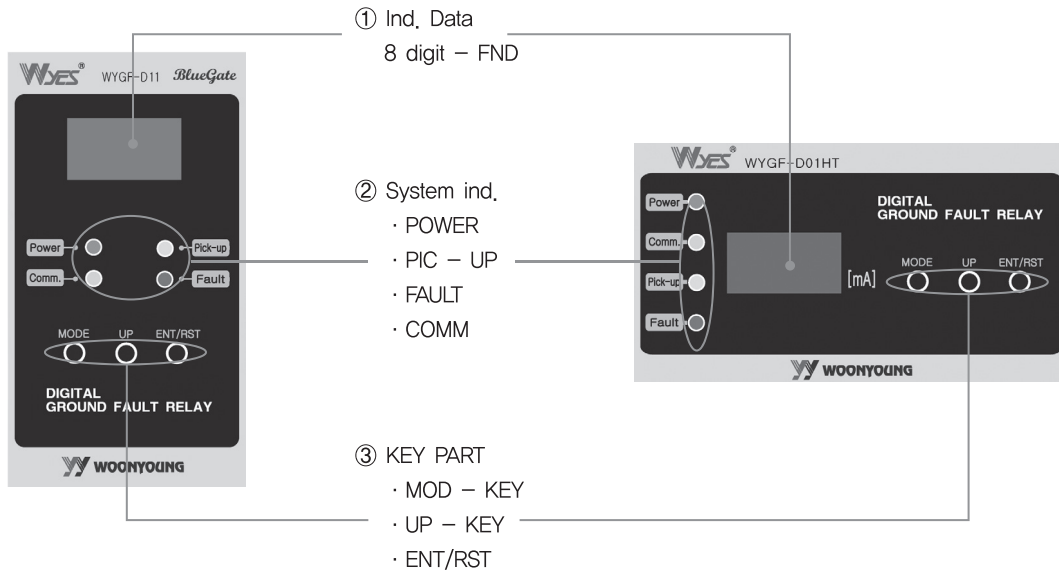 ① Ind. Data
8 digit - FND
Wyes® WYGF-D11 BlueGate
Power
Pick-up
Comm.
Fault
MODE UP ENT/RST
DIGITAL
GROUND FAULT RELAY
WOONYOUNG
② System ind.
· POWER
· PIC - UP
· FAULT
· COMM
Wyes® WYGF-D01HT
Power
Comm.
Pick-up
Fault
[mA]
DIGITAL
GROUND FAULT RELAY
MODE UP ENT/RST
WOONYOUNG
③ KEY PART
· MOD - KEY
· UP - KEY
· ENT/RST